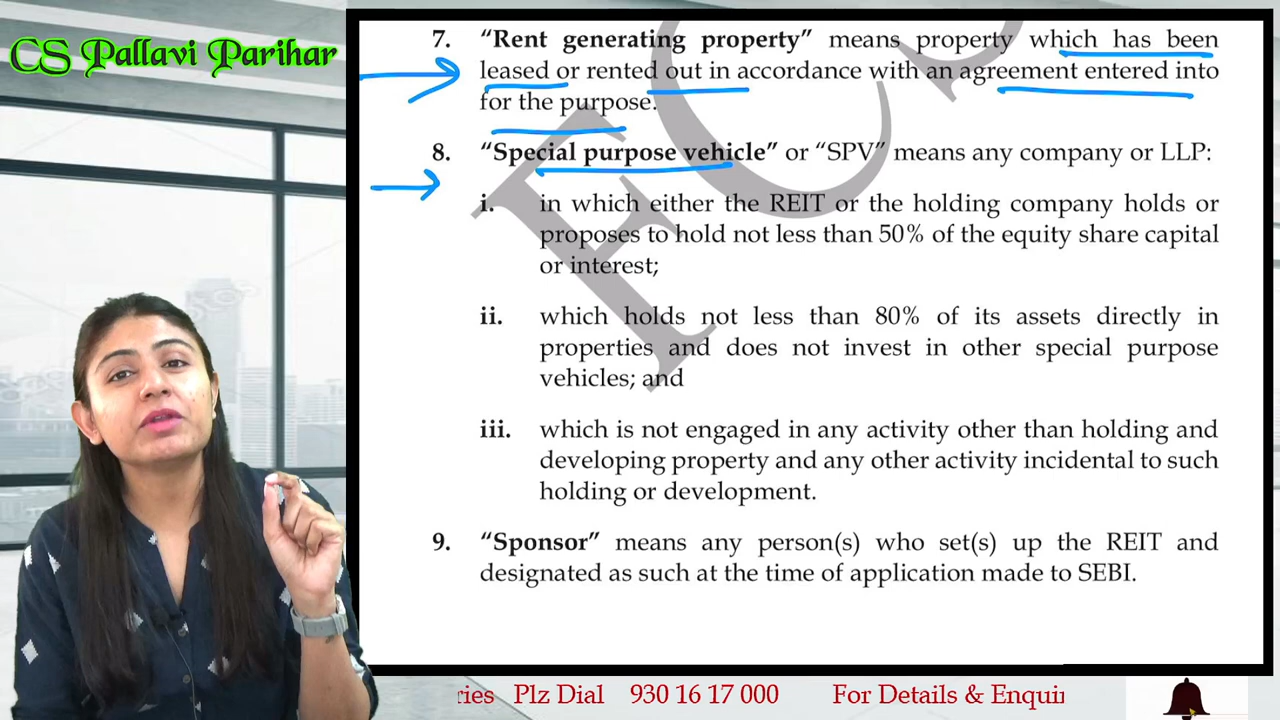 CS Pallavi Parihar
7. “Rent generating property” means property which has been
leased or rented out in accordance with an agreement entered into
for the purpose.
8. “Special purpose vehicle” or “SPV” means any company or LLP:
i. in which either the REIT or the holding company holds or
proposes to hold not less than 50% of the equity share capital
or interest;
ii. which holds not less than 80% of its assets directly in
properties and does not invest in other special purpose
vehicles; and
iii. which is not engaged in any activity other than holding and
developing property and any other activity incidental to such
holding or development.
9. “Sponsor” means any person(s) who set(s) up the REIT and
designated as such at the time of application made to SEBI.
ries Plz Dial 930 16 17 000 For Details & Enquir